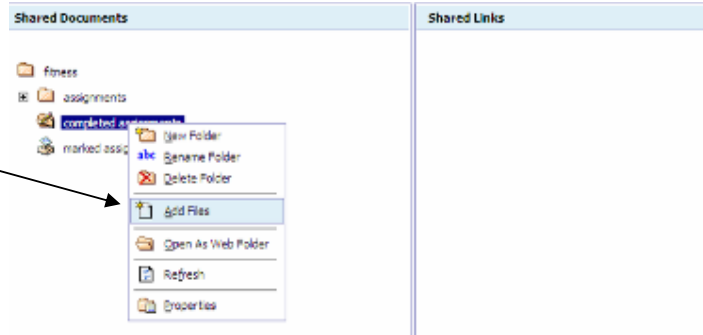 Shared Documents
Shared Links
fitness
assignments
completed assignments
marked assig
New Folder
abc Rename Folder
Delete Folder
Add Files
Open As Web Folder
Refresh
Properties